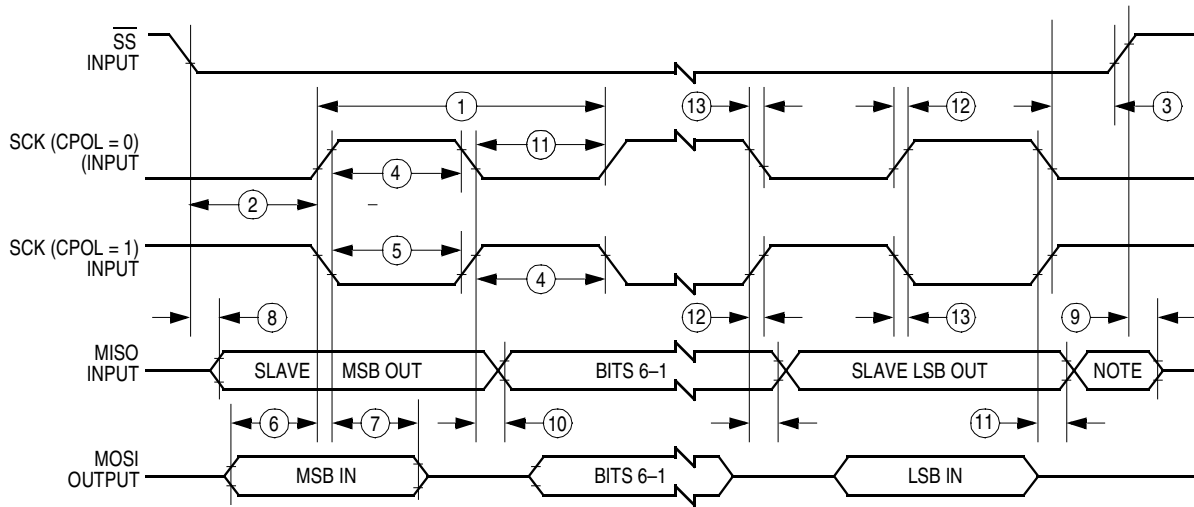 SS
INPUT
1
13
12
3
SCK (CPOL = 0)
(INPUT
11
4
2
SCK (CPOL = 1)
INPUT
5
4
8
12
13
9
MISO
INPUT
SLAVE MSB OUT
BITS 6–1
SLAVE LSB OUT
NOTE
6
7
10
11
MOSI
OUTPUT
MSB IN
BITS 6–1
LSB IN